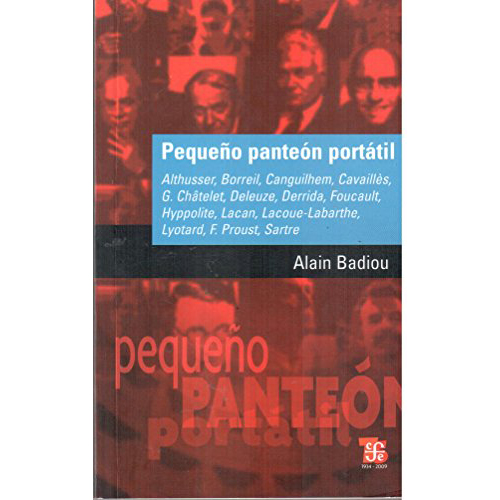 Pequeño panteón portátil
Althusser, Borreil, Canguilhem, Cavaillès,
G. Châtelet, Deleuze, Derrida, Foucault,
Hyppolite, Lacan, Lacoue-Labarthe,
Lyotard, F. Proust, Sartre
Alain Badiou
pequeño
PANTEÓN
portátil
fce
75
1934 - 2009